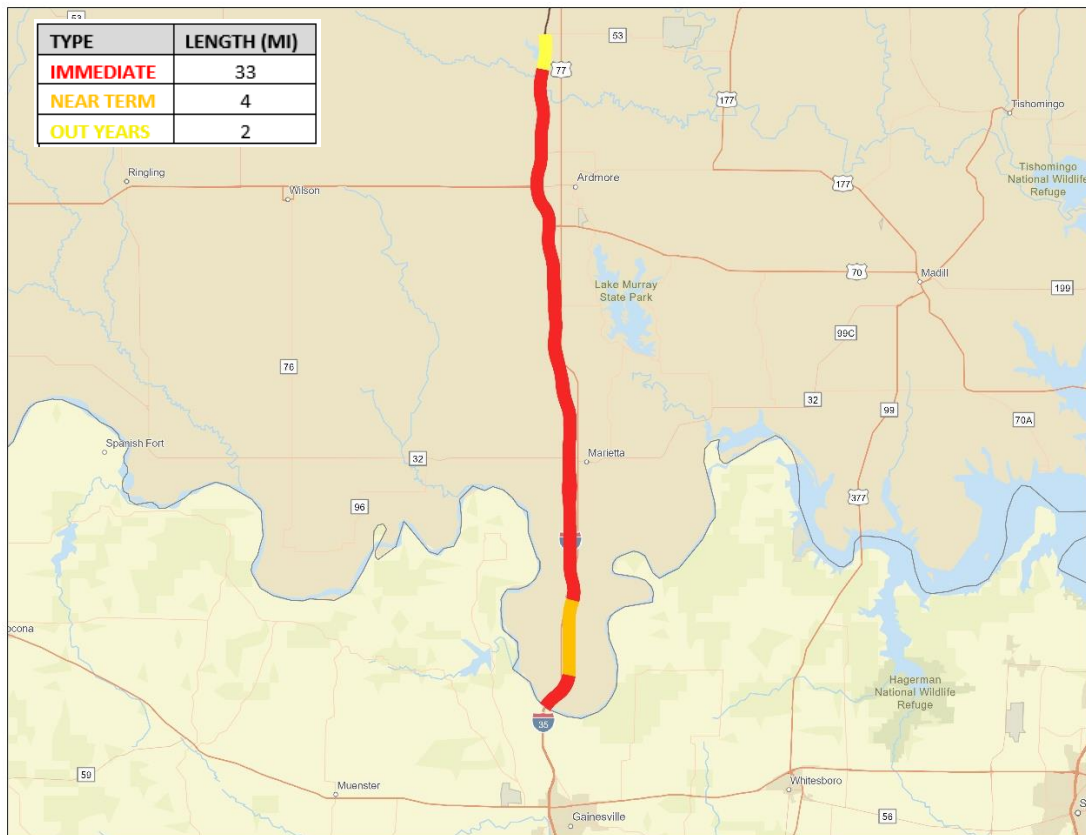 53
TYPE LENGTH (MI)
IMMEDIATE 33
NEAR TERM 4
OUT YEARS 2
53
77
177
Tishomingo
Tishomingo
National Wildlife
Refuge
Ringling
Wilson
Ardmore
177
Lake Murray
State Park
70
Madill
199
99C
76
32
99
70A
Spanish Fort
32
Marietta
96
377
ocona
Hagerman
National Wildlife
Refuge
35
59
Muenster
Whitesboro
56
S
Gainesville